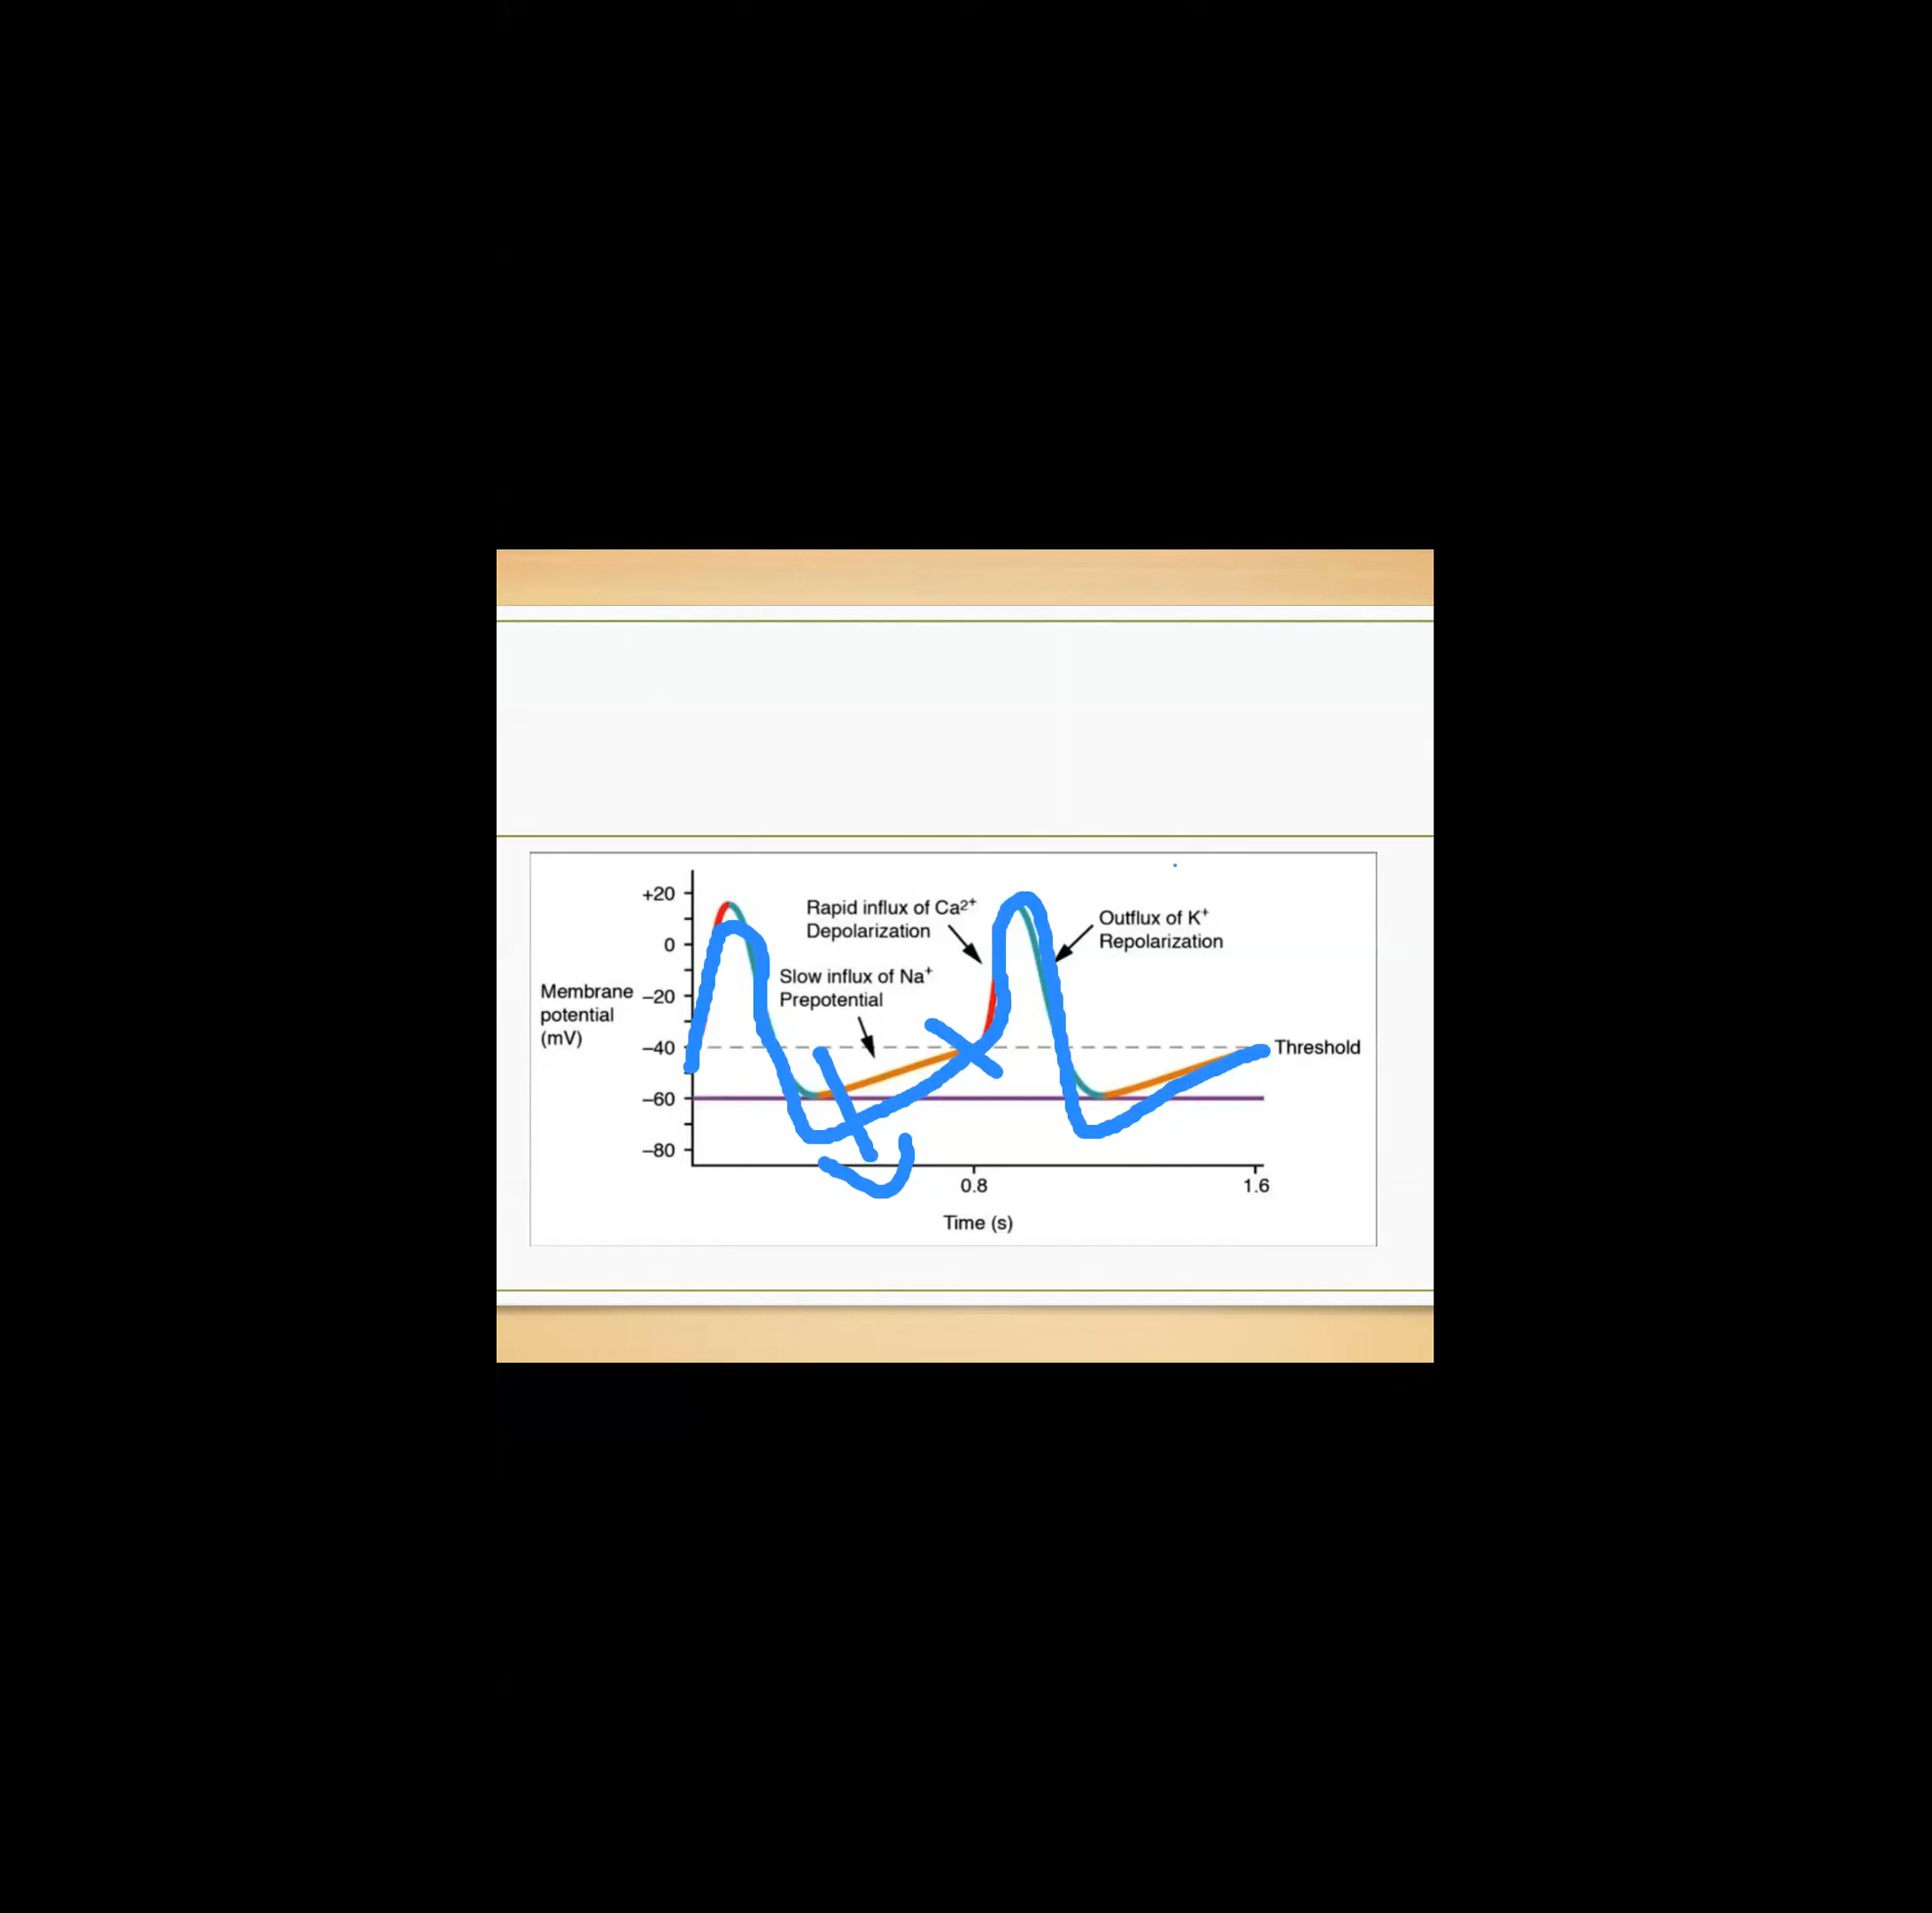 +20
0
−20
−40
−60
−80
Membrane
potential
(mV)
Rapid influx of Ca²⁺
Depolarization
Slow influx of Na⁺
Prepotential
Outflux of K⁺
Repolarization
Threshold
0.8
1.6
Time (s)